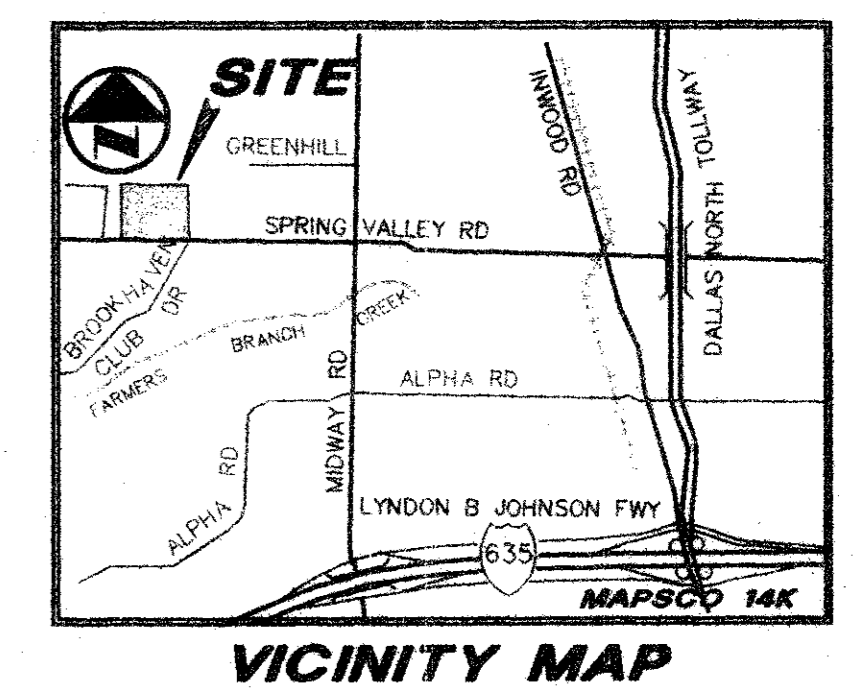 SITE
N
GREENHILL
SPRING VALLEY RD
INWOOD RD
DALLAS NORTH TOLLWAY
BROOKHAVEN
CLUB DR
FARMERS BRANCH CREEK
MIDWAY RD
ALPHA RD
ALPHA RD
LYNDON B JOHNSON FWY
635
MAPSCO 14K
VICINITY MAP